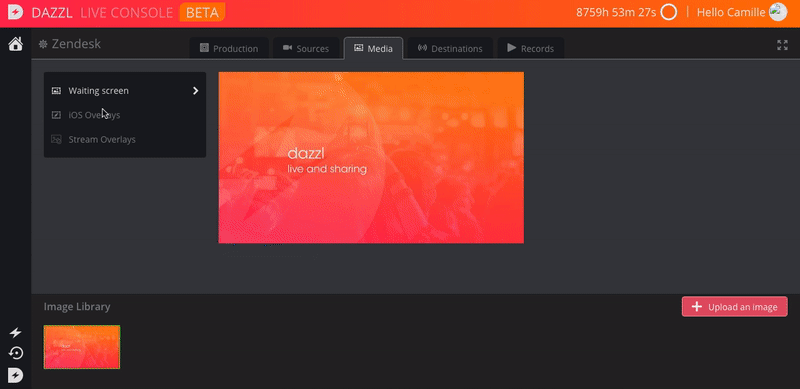 DAZZL LIVE CONSOLE BETA
8759h 53m 27s
Hello Camille
Zendesk
Production
Sources
Media
Destinations
Records
Waiting screen
iOS Overlays
Stream Overlays
dazzl
live and sharing
Image Library
Upload an image